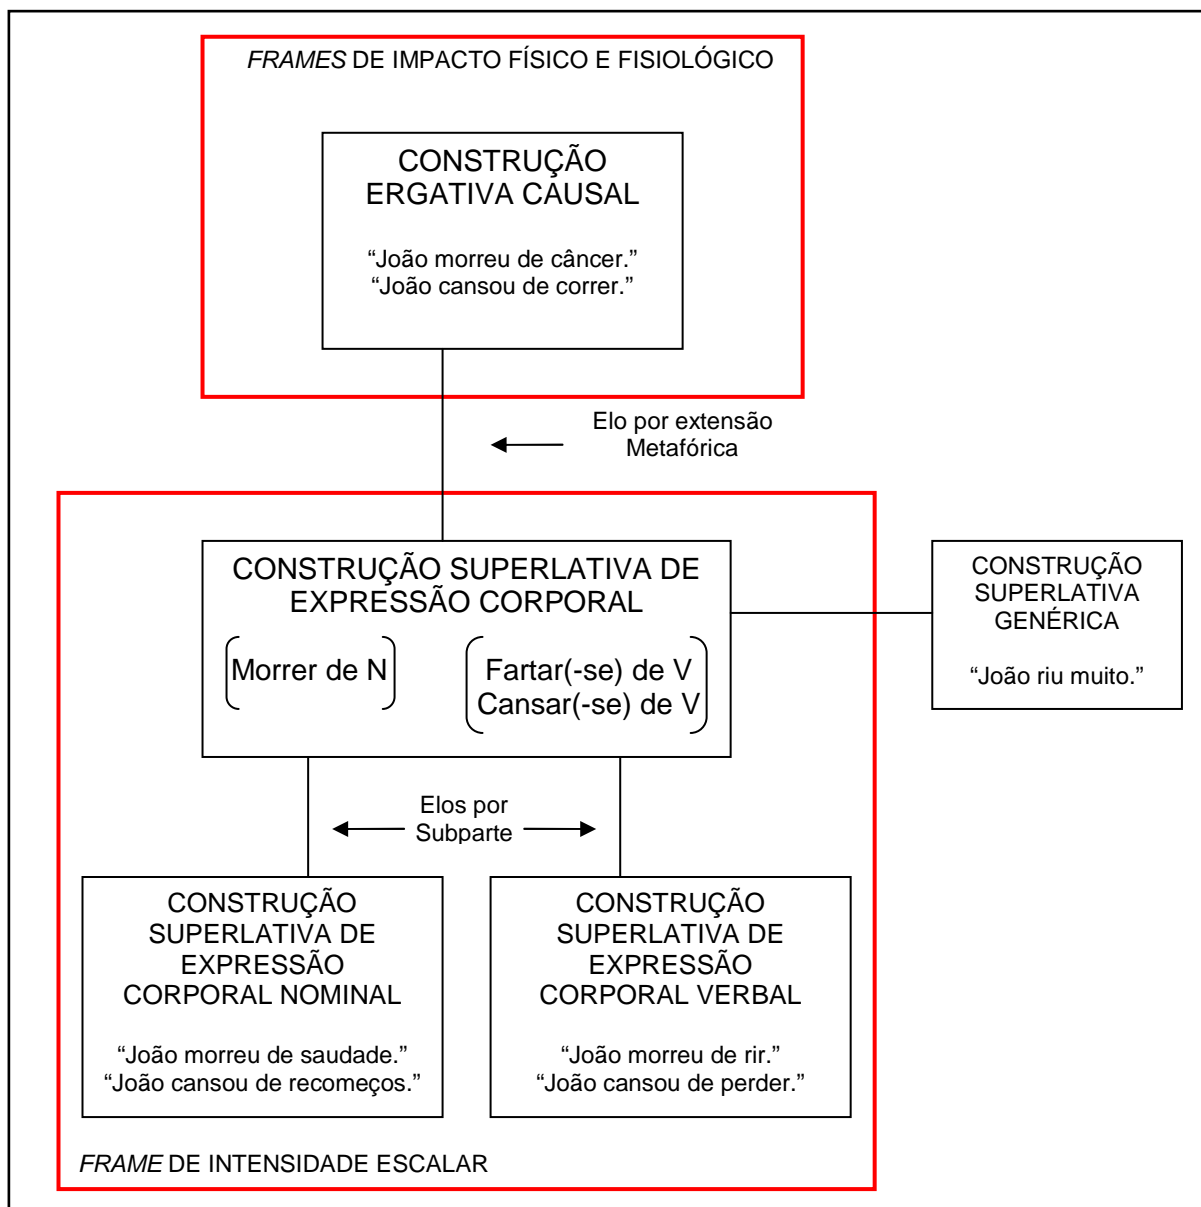 FRAMES DE IMPACTO FÍSICO E FISIOLÓGICO
CONSTRUÇÃO
ERGATIVA CAUSAL
“João morreu de câncer.”
“João cansou de correr.”
Elo por extensão
Metafórica
CONSTRUÇÃO SUPERLATIVA DE
EXPRESSÃO CORPORAL
Morrer de N
Fartar(-se) de V
Cansar(-se) de V
CONSTRUÇÃO
SUPERLATIVA
GENÉRICA
“João riu muito.”
Elos por
Subparte
CONSTRUÇÃO
SUPERLATIVA DE
EXPRESSÃO
CORPORAL NOMINAL
“João morreu de saudade.”
“João cansou de recomeços.”
CONSTRUÇÃO
SUPERLATIVA DE
EXPRESSÃO
CORPORAL VERBAL
“João morreu de rir.”
“João cansou de perder.”
FRAME DE INTENSIDADE ESCALAR